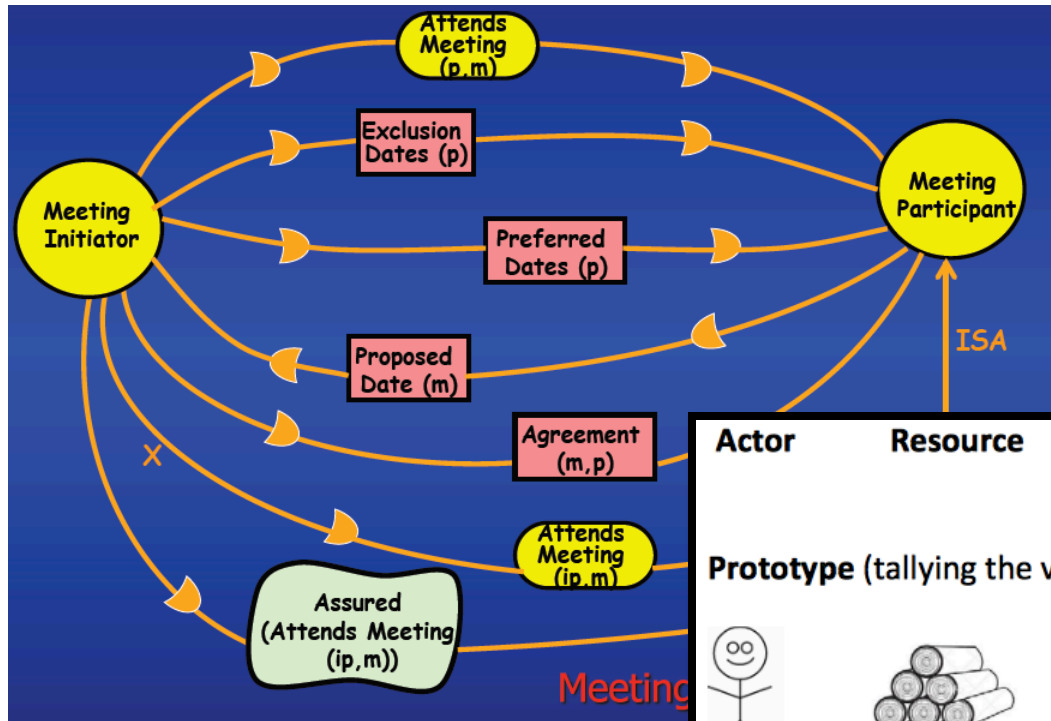 Attends
Meeting
(p,m)
Exclusion
Dates (p)
Meeting
Initiator
Meeting
Participant
Preferred
Dates (p)
Proposed
Date (m)
ISA
Agreement
(m,p)
X
Attends
Meeting
(ip,m)
Assured
(Attends Meeting
(ip,m))
Meeting
Actor Resource
Prototype (tallying the v